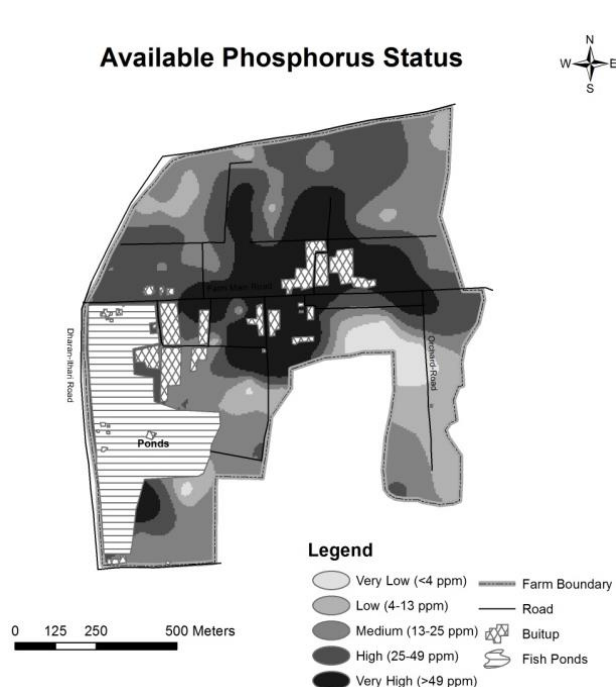 Available Phosphorus Status
N
W E
S
Farm Main Road
Dharan-Ithari Road
Orchard-Road
Ponds
Legend
Very Low (<4 ppm)
Low (4-13 ppm)
Medium (13-25 ppm)
High (25-49 ppm)
Very High (>49 ppm)
Farm Boundary
Road
Buitup
Fish Ponds
0 125 250 500 Meters